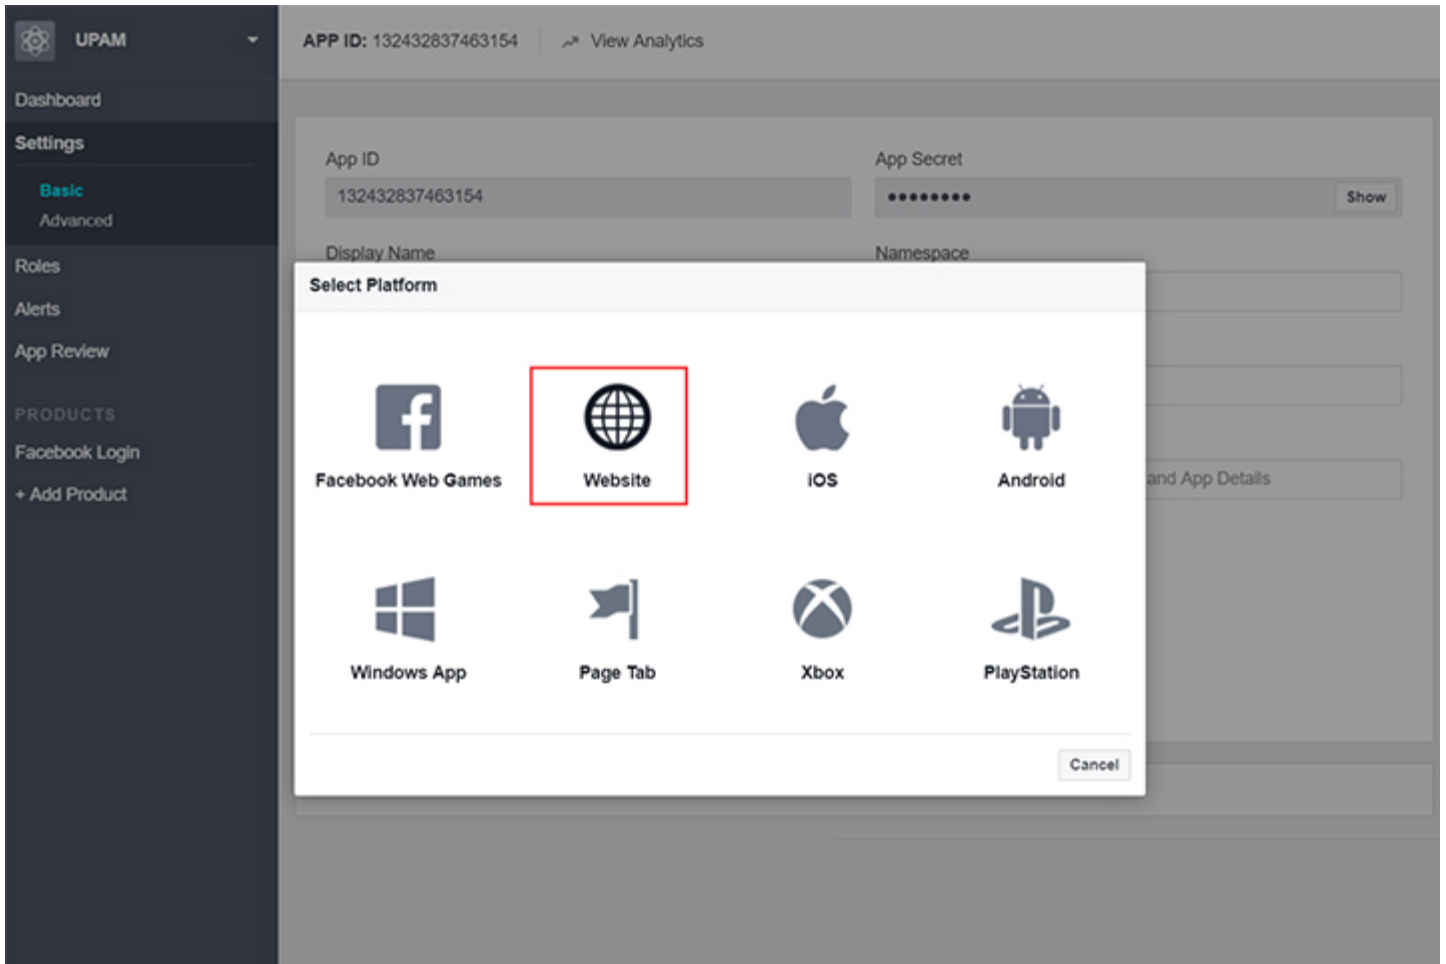 UPAM
APP ID: 132432837463154
View Analytics
Dashboard
Settings
Basic
Advanced
Roles
Alerts
App Review
PRODUCTS
Facebook Login
+ Add Product
App ID
App Secret
132432837463154
••••••••
Show
Display Name
Namespace
Select Platform
Facebook Web Games
Website
iOS
Android
and App Details
Windows App
Page Tab
Xbox
PlayStation
Cancel